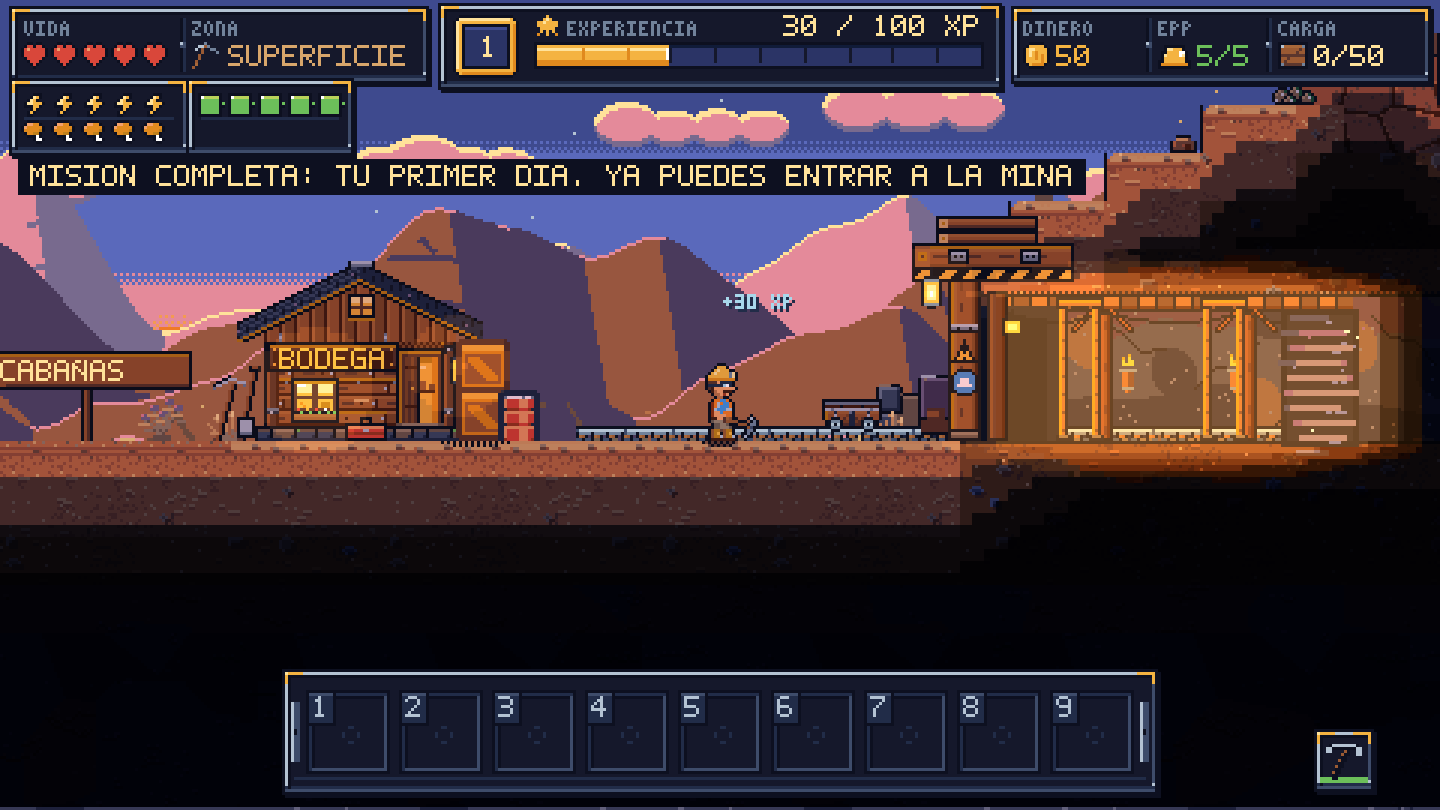 VIDA
ZONA
SUPERFICIE
1
EXPERIENCIA
30 / 100 XP
DINERO
50
EPP
5/5
CARGA
0/50
MISION COMPLETA: TU PRIMER DIA. YA PUEDES ENTRAR A LA MINA
+30 XP
BODEGA
CABAÑAS
1 2 3 4 5 6 7 8 9